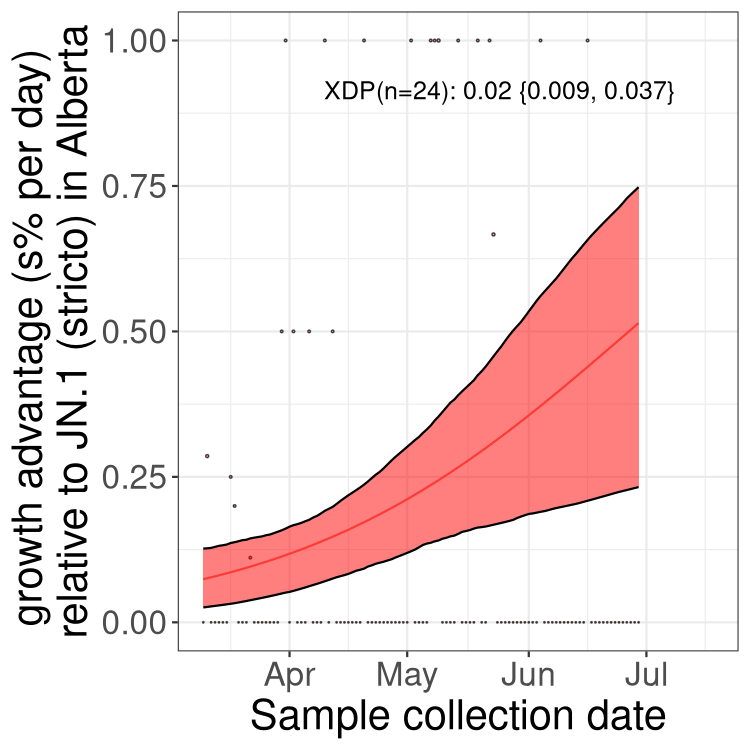 growth advantage (s% per day)
relative to JN.1 (stricto) in Alberta
1.00
0.75
0.50
0.25
0.00
XDP(n=24): 0.02 {0.009, 0.037}
Apr May Jun Jul
Sample collection date